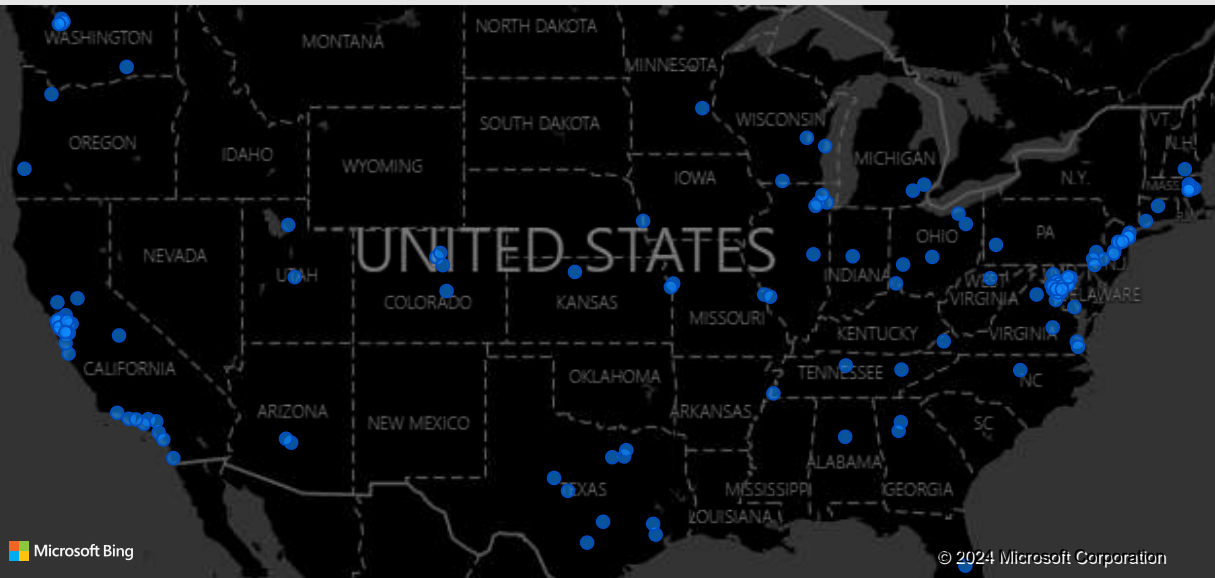 NORTH DAKOTA
WASHINGTON
MONTANA
MINNESOTA
SOUTH DAKOTA
WISCONSIN
VT.
OREGON
N.H.
IDAHO
WYOMING
MICHIGAN
IOWA
N.Y.
MASS.
R.I.
UNITED STATES
OHIO
PA
NEVADA
UTAH
INDIANA
N.J.
MD.
COLORADO
KANSAS
WEST
VIRGINIA
DELAWARE
MISSOURI
KENTUCKY
VIRGINIA
CALIFORNIA
OKLAHOMA
TENNESSEE
NC
ARIZONA
NEW MEXICO
ARKANSAS
SC
ALABAMA
TEXAS
MISSISSIPPI
GEORGIA
LOUISIANA
Microsoft Bing
© 2024 Microsoft Corporation